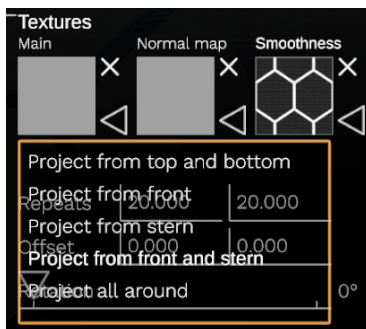 Textures
Main Normal map Smoothness
Project from top and bottom
Project from front
Repeats 20.000 20.000
Project from stern
Offset 0.000 0.000
Project from front and stern
Project all around
Rotation 0°